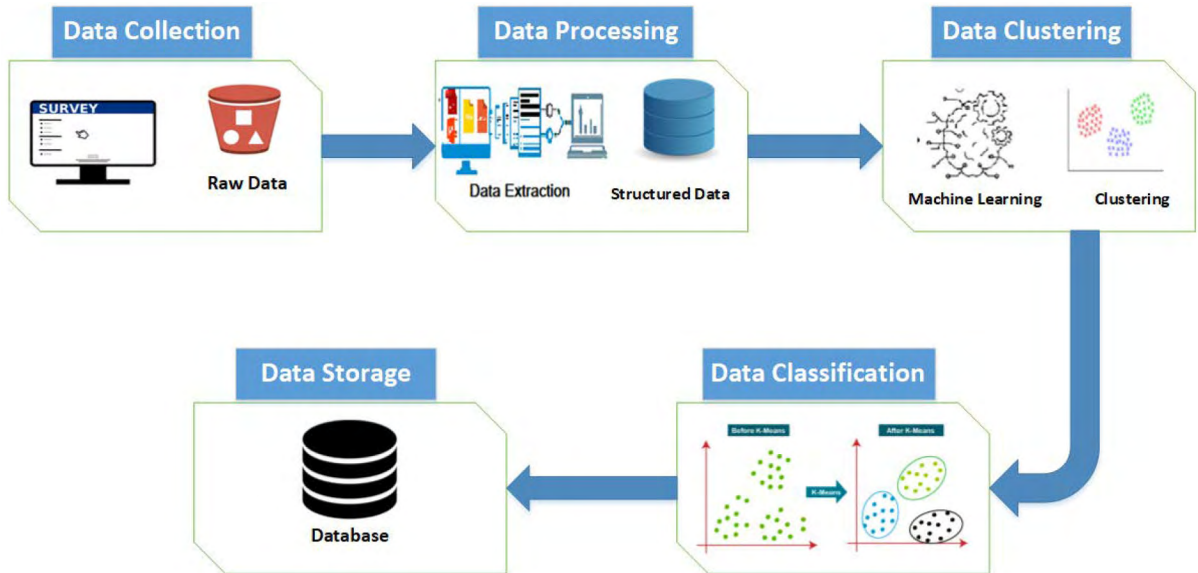 Data Collection
SURVEY
Raw Data
Data Processing
Data Extraction
Structured Data
Data Clustering
Machine Learning
Clustering
Data Classification
Before K-Means
After K-Means
K-Means
Data Storage
Database